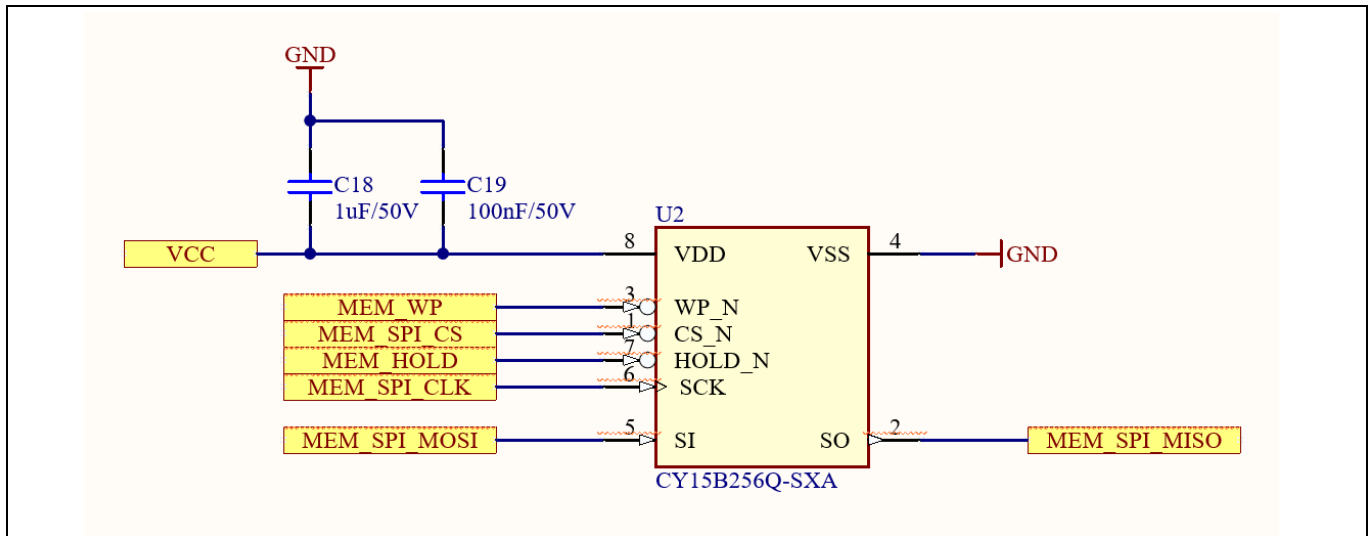 GND
C18
1uF/50V
C19
100nF/50V
U2
VCC
8
VDD
VSS
4
GND
MEM_WP
3
WP_N
MEM_SPI_CS
1
CS_N
MEM_HOLD
7
HOLD_N
MEM_SPI_CLK
6
SCK
MEM_SPI_MOSI
5
SI
SO
2
MEM_SPI_MISO
CY15B256Q-SXA